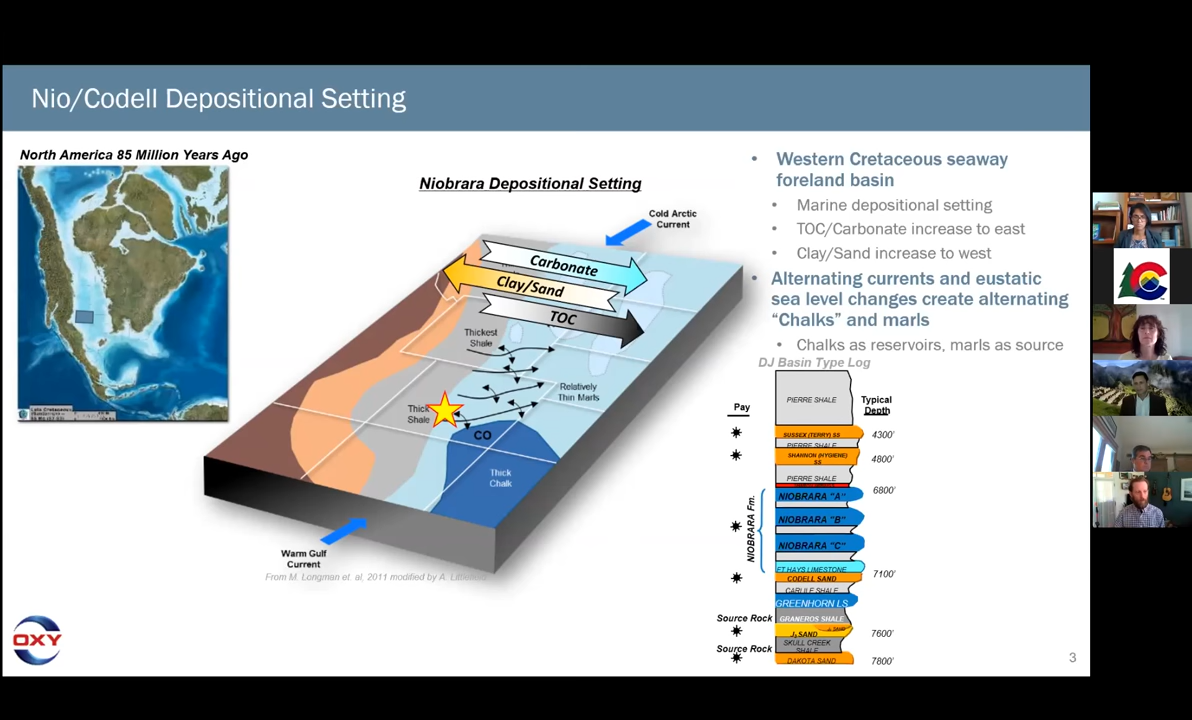 Nio/Codell Depositional Setting
North America 85 Million Years Ago
Niobrara Depositional Setting
Cold Arctic
Current
Carbonate
Clay/Sand
TOC
Thickest
Shale
Thick
Shale
Relatively
Thin Marls
CO
Thick
Chalk
Warm Gulf
Current
From M. Longman et. al, 2011 modified by A. Littlefield
• Western Cretaceous seaway
foreland basin
• Marine depositional setting
• TOC/Carbonate increase to east
• Clay/Sand increase to west
• Alternating currents and eustatic
sea level changes create alternating
“Chalks” and marls
• Chalks as reservoirs, marls as source
DJ Basin Type Log
Pay
Typical
Depth
PIERRE SHALE
SUSSEX (TERRY) SS
4300'
PIERRE SHALE
SHANNON (HYGIENE)
SS
4800'
PIERRE SHALE
6800'
NIOBRARA Fm.
NIOBRARA "A"
NIOBRARA "B"
NIOBRARA "C"
FT HAYS LIMESTONE
7100'
CODELL SAND
CARLILE SHALE
GREENHORN LS
Source Rock
GRANEROS SHALE
J SAND
7600'
SKULL CREEK
SHALE
Source Rock
DAKOTA SAND
7800'
OXY
3